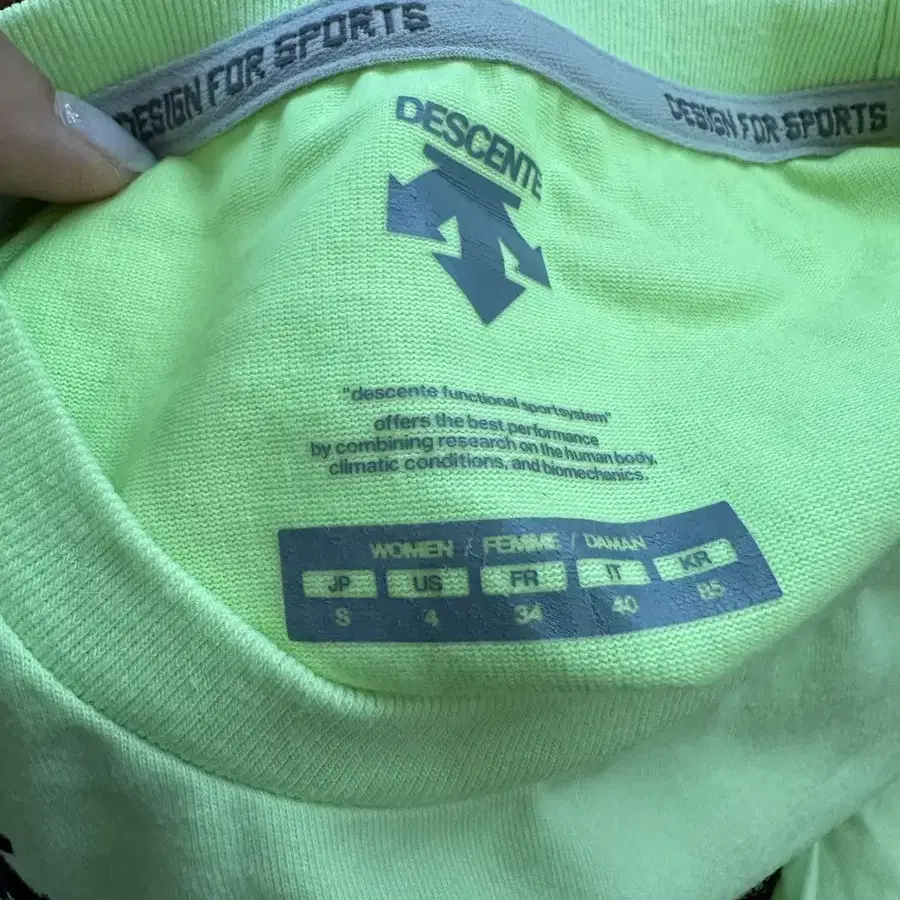 DESIGN FOR SPORTS
DESIGN FOR SPORTS
DESCENTE
"descente functional sportsystem"
offers the best performance
by combining research on the human body,
climatic conditions, and biomechanics.
WOMEN / FEMME / DAMAN
JP US FR IT KR
S 4 34 40 85